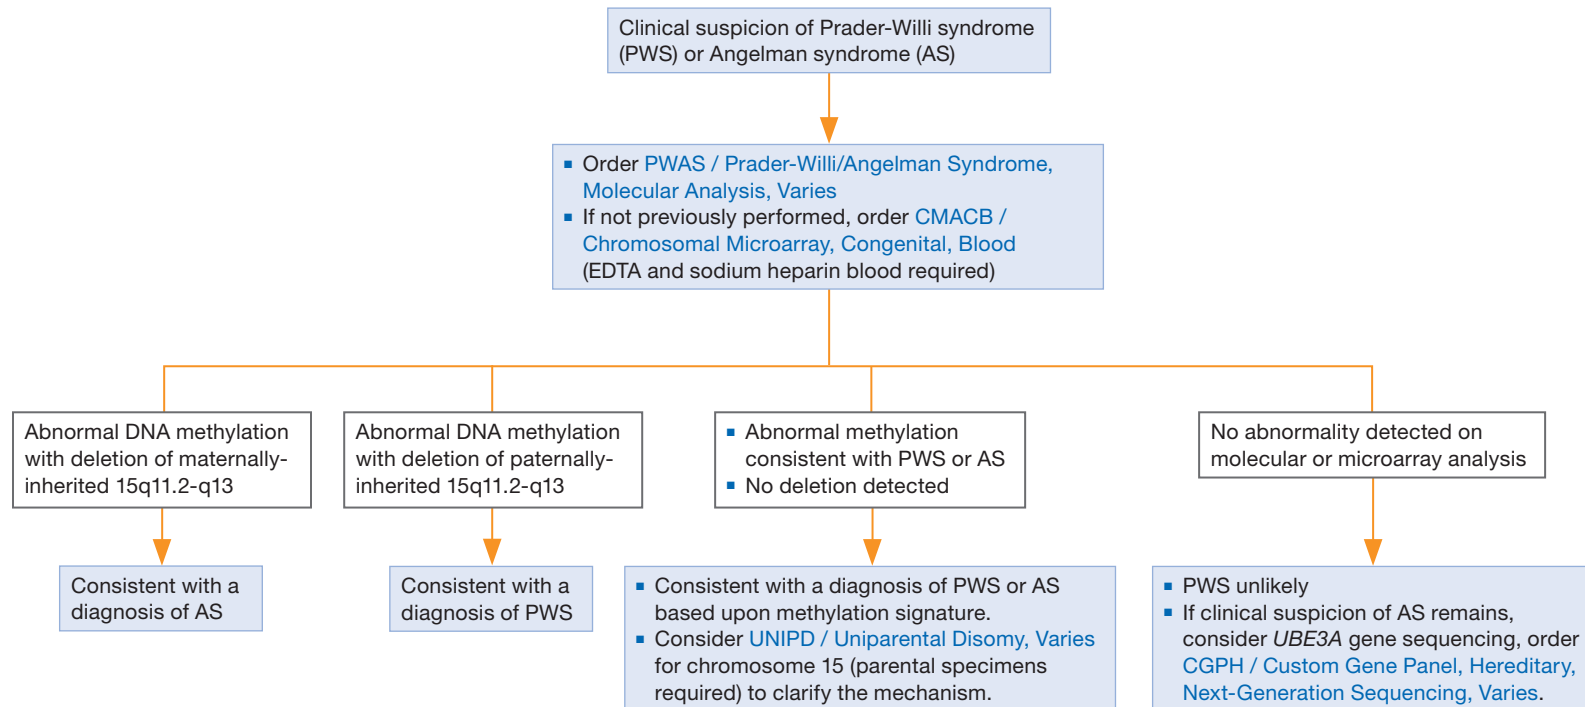 Clinical suspicion of Prader-Willi syndrome
(PWS) or Angelman syndrome (AS)
▪ Order PWAS / Prader-Willi/Angelman Syndrome,
Molecular Analysis, Varies
▪ If not previously performed, order CMACB /
Chromosomal Microarray, Congenital, Blood
(EDTA and sodium heparin blood required)
Abnormal DNA methylation
with deletion of maternally-
inherited 15q11.2-q13
Abnormal DNA methylation
with deletion of paternally-
inherited 15q11.2-q13
▪ Abnormal methylation
consistent with PWS or AS
▪ No deletion detected
No abnormality detected on
molecular or microarray analysis
Consistent with a
diagnosis of AS
Consistent with a
diagnosis of PWS
▪ Consistent with a diagnosis of PWS or AS
based upon methylation signature.
▪ Consider UNIPD / Uniparental Disomy, Varies
for chromosome 15 (parental specimens
required) to clarify the mechanism.
▪ PWS unlikely
▪ If clinical suspicion of AS remains,
consider UBE3A gene sequencing, order
CGPH / Custom Gene Panel, Hereditary,
Next-Generation Sequencing, Varies.